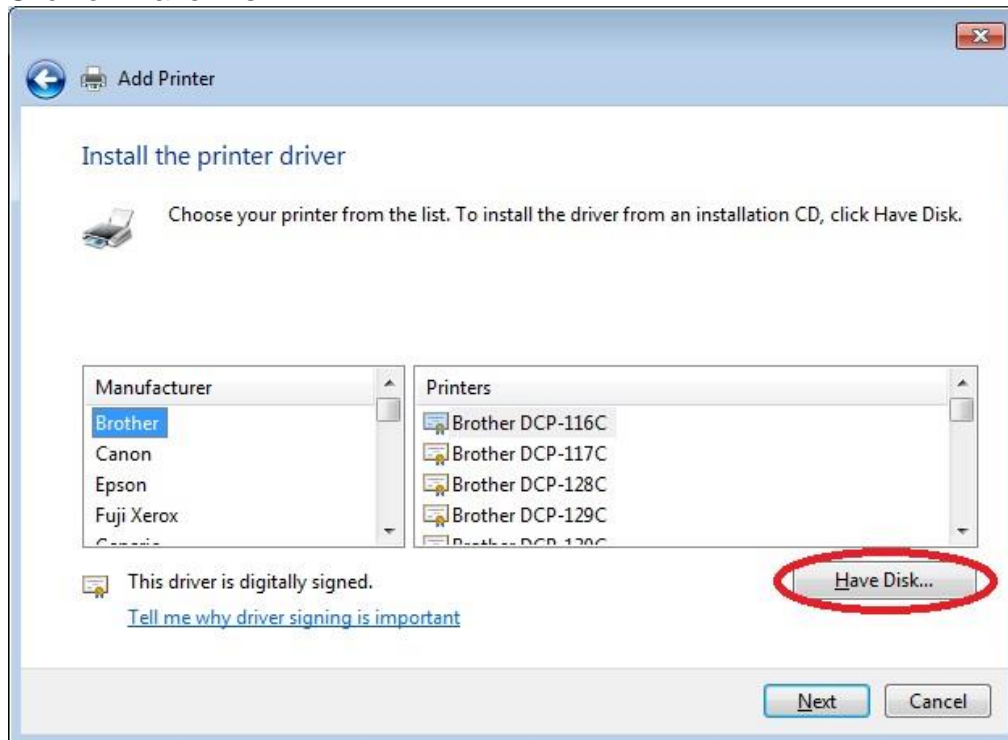 Add Printer
Install the printer driver
Choose your printer from the list. To install the driver from an installation CD, click Have Disk.
Manufacturer
Brother
Canon
Epson
Fuji Xerox
Printers
Brother DCP-116C
Brother DCP-117C
Brother DCP-128C
Brother DCP-129C
This driver is digitally signed.
Tell me why driver signing is important
Have Disk...
Next
Cancel